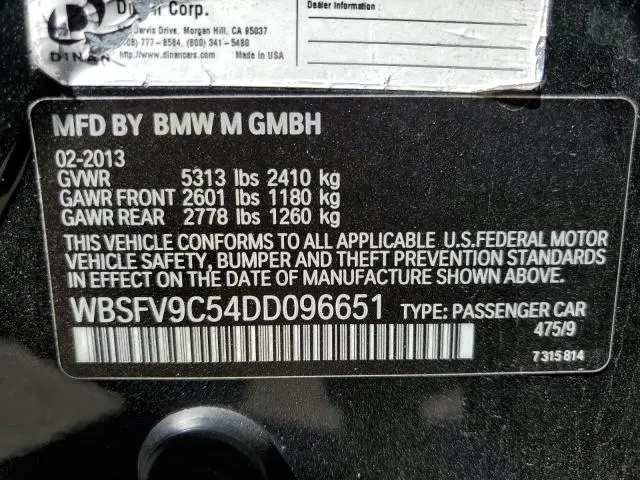 Corp.
Dealer Information :
Jarvis Drive, Morgan Hill, CA 95037
777-8584, (800) 341-5480
DINAN
http://www.dinancars.com Made in USA
MFD BY BMW M GMBH
02-2013
GVWR 5313 lbs 2410 kg
GAWR FRONT 2601 lbs 1180 kg
GAWR REAR 2778 lbs 1260 kg
THIS VEHICLE CONFORMS TO ALL APPLICABLE U.S.FEDERAL MOTOR
VEHICLE SAFETY, BUMPER AND THEFT PREVENTION STANDARDS
IN EFFECT ON THE DATE OF MANUFACTURE SHOWN ABOVE.
WBSFV9C54DD096651 TYPE: PASSENGER CAR
475/9
7315814